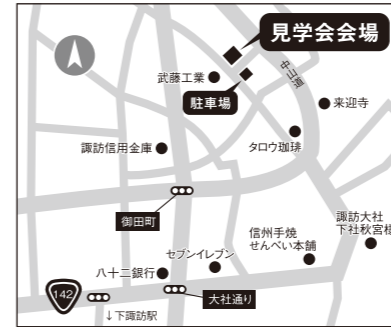 見学会会場
武藤工業
駐車場
中山道
来迎寺
タロウ珈琲
諏訪信用金庫
御田町
諏訪大社
下社秋宮様
信州手焼
せんべい本舗
セブンイレブン
八十二銀行
142
大社通り
↓下諏訪駅